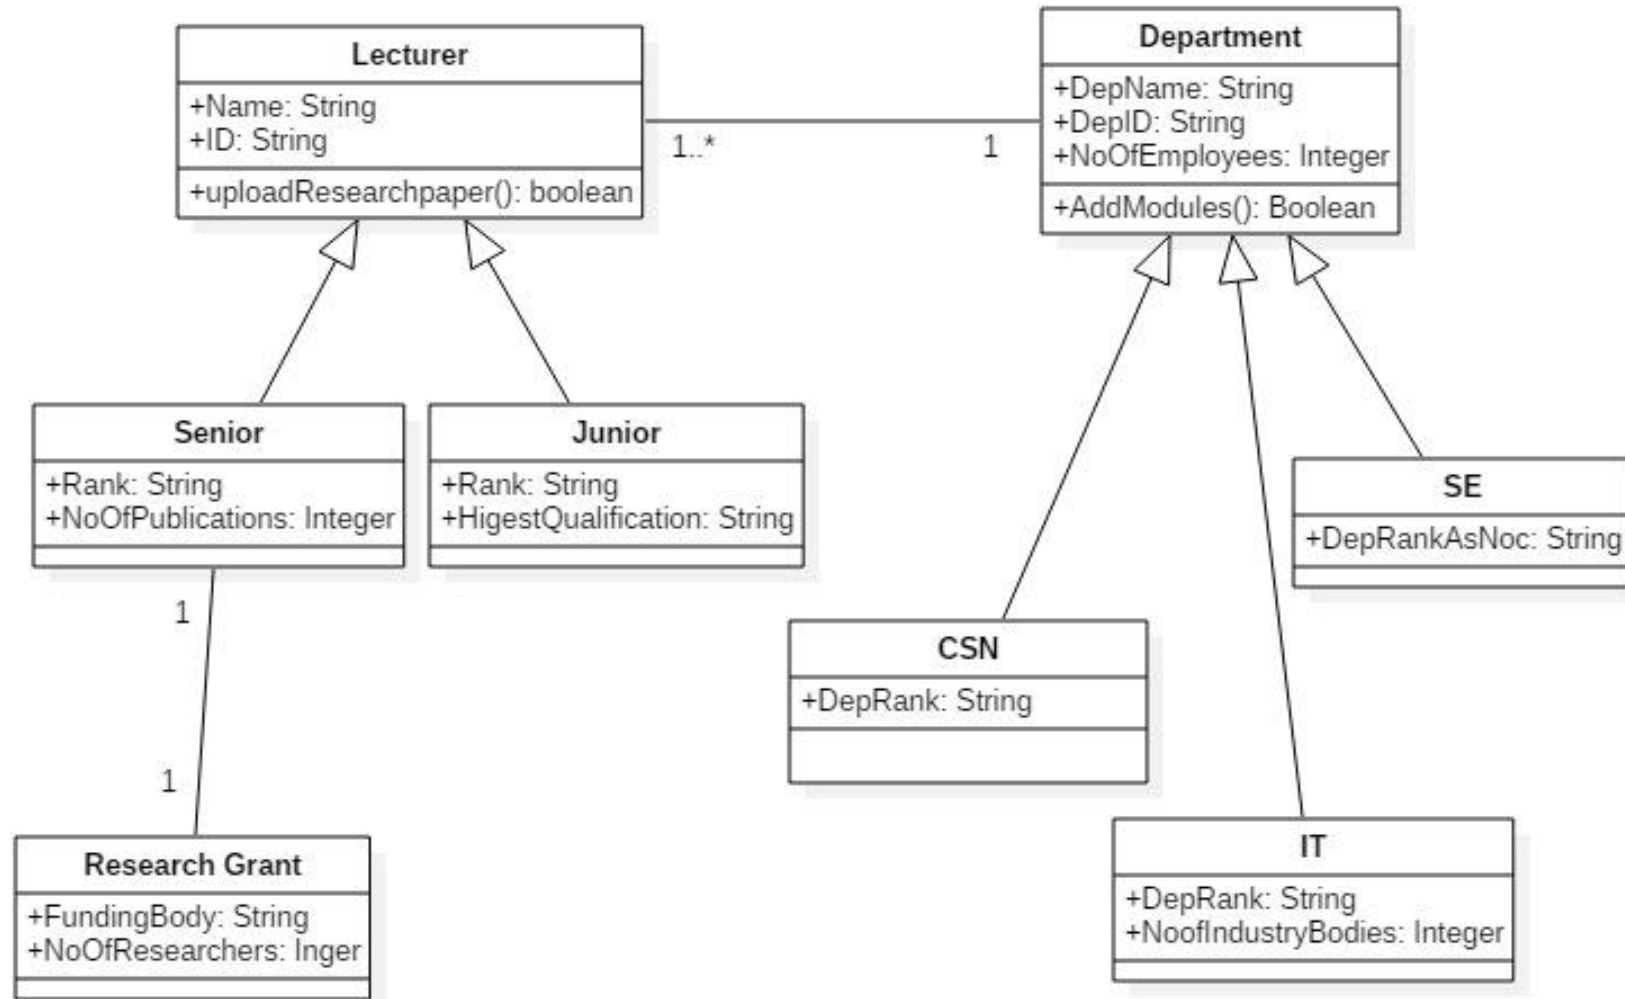 Lecturer
+Name: String
+ID: String
+uploadResearchpaper(): boolean
Department
+DepName: String
+DepID: String
+NoOfEmployees: Integer
+AddModules(): Boolean
1..*
1
Senior
+Rank: String
+NoOfPublications: Integer
Junior
+Rank: String
+HigestQualification: String
SE
+DepRankAsNoc: String
1
CSN
+DepRank: String
1
Research Grant
+FundingBody: String
+NoOfResearchers: Inger
IT
+DepRank: String
+NoofIndustryBodies: Integer